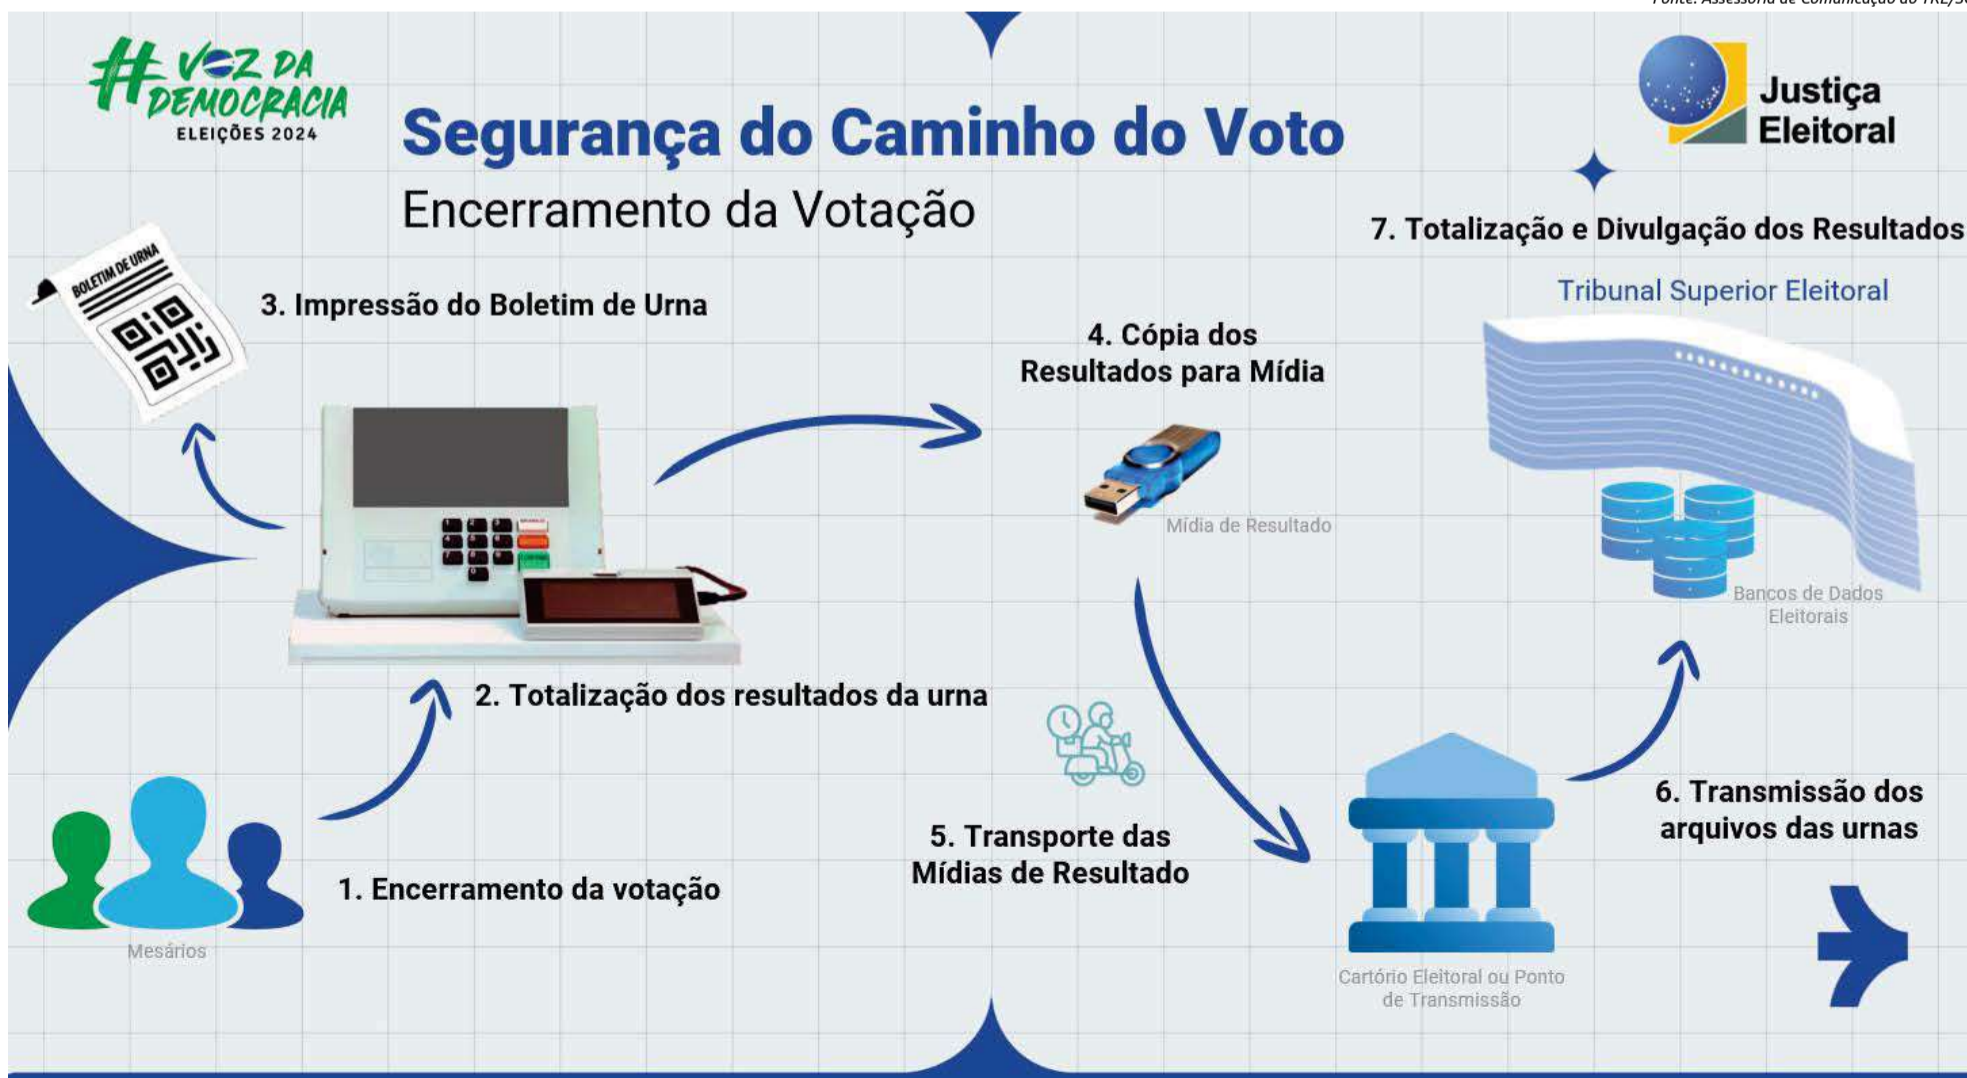 # VOZ DA
DEMOCRACIA
ELEIÇÕES 2024
Justiça
Eleitoral
Segurança do Caminho do Voto
Encerramento da Votação
7. Totalização e Divulgação dos Resultados
Tribunal Superior Eleitoral
BOLETIM DE URNA
3. Impressão do Boletim de Urna
4. Cópia dos
Resultados para Mídia
Mídia de Resultado
Bancos de Dados
Eleitorais
2. Totalização dos resultados da urna
5. Transporte das
Mídias de Resultado
6. Transmissão dos
arquivos das urnas
1. Encerramento da votação
Mesários
Cartório Eleitoral ou Ponto
de Transmissão